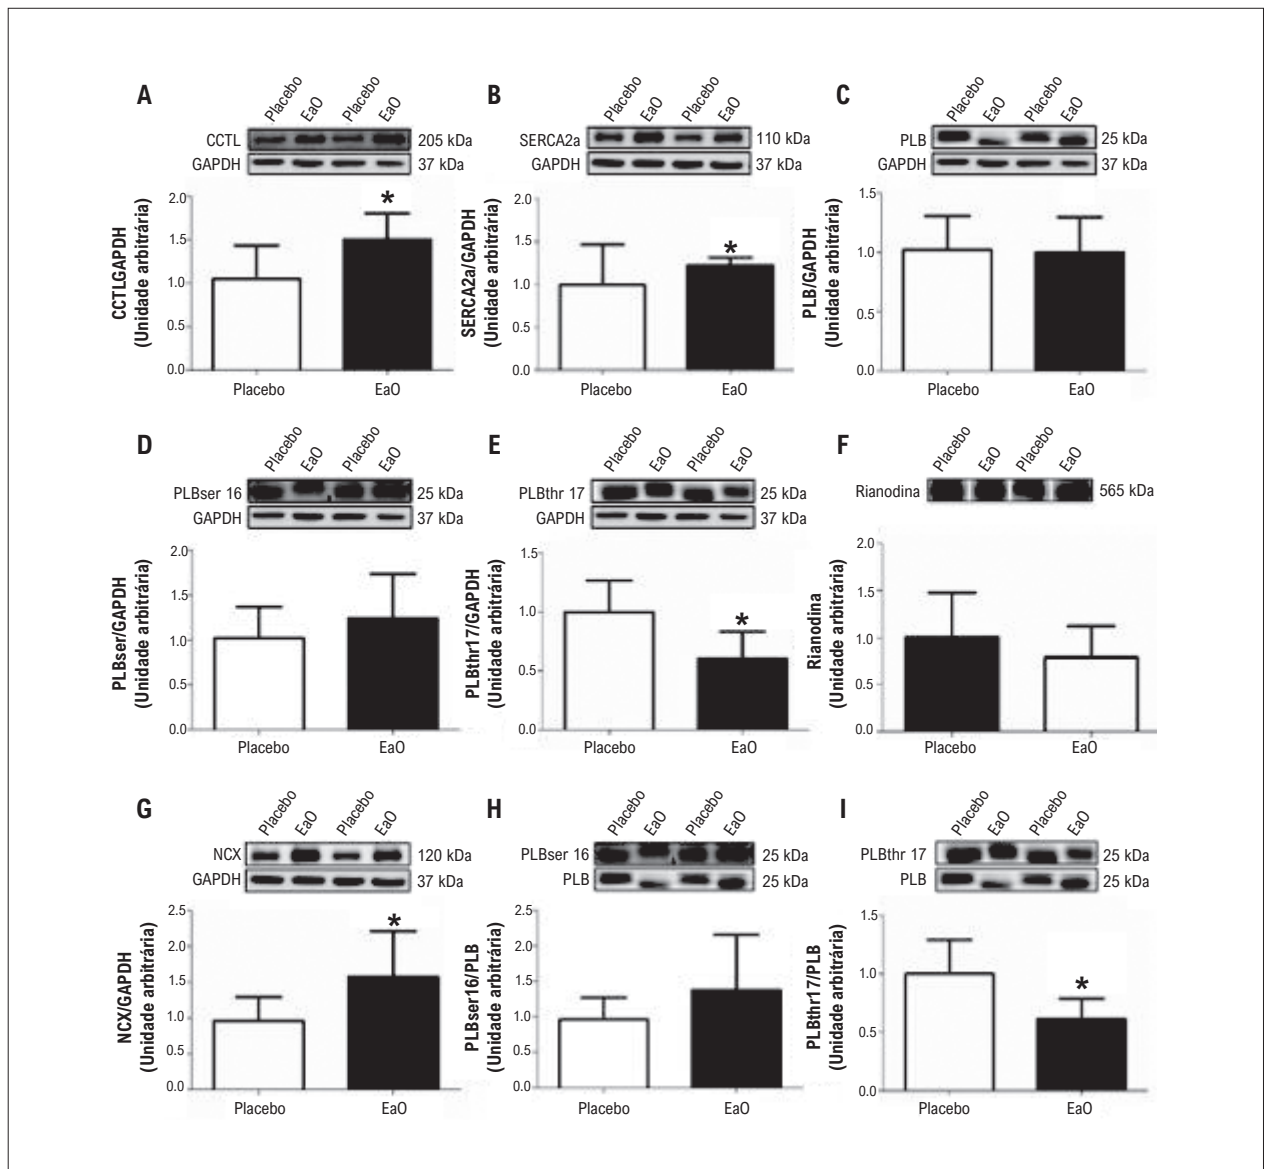 A
Placebo
EaO
Placebo
EaO
CCTL
205 kDa
GAPDH
37 kDa
CCTLGAPDH
(Unidade arbitrária)
2.0
*
1.5
1.0
0.5
0.0
Placebo
EaO
B
Placebo
EaO
Placebo
EaO
SERCA2a
110 kDa
GAPDH
37 kDa
SERCA2a/GAPDH
(Unidade arbitrária)
2.0
1.5
*
1.0
0.5
0.0
Placebo
EaO
C
Placebo
EaO
Placebo
EaO
PLB
25 kDa
GAPDH
37 kDa
PLB/GAPDH
(Unidade arbitrária)
1.5
1.0
0.5
0.0
Placebo
EaO
D
Placebo
EaO
Placebo
EaO
PLBser 16
25 kDa
GAPDH
37 kDa
PLBser/GAPDH
(Unidade arbitrária)
2.0
1.5
1.0
0.5
0.0
Placebo
EaO
E
Placebo
EaO
Placebo
EaO
PLBthr 17
25 kDa
GAPDH
37 kDa
PLBthr17/GAPDH
(Unidade arbitrária)
1.5
1.0
*
0.5
0.0
Placebo
EaO
F
Placebo
EaO
Placebo
EaO
Rianodina
565 kDa
Rianodina
(Unidade arbitrária)
2.0
1.5
1.0
0.5
0.0
Placebo
EaO
G
Placebo
EaO
Placebo
EaO
NCX
120 kDa
GAPDH
37 kDa
NCX/GAPDH
(Unidade arbitrária)
2.5
*
2.0
1.5
1.0
0.5
0.0
Placebo
EaO
H
Placebo
EaO
Placebo
EaO
PLBser 16
25 kDa
PLB
25 kDa
PLBser16/PLB
(Unidade arbitrária)
2.5
2.0
1.5
1.0
0.5
0.0
Placebo
EaO
I
Placebo
EaO
Placebo
EaO
PLBthr 17
25 kDa
PLB
25 kDa
PLBthr17/PLB
(Unidade arbitrária)
1.5
1.0
*
0.5
0.0
Placebo
EaO